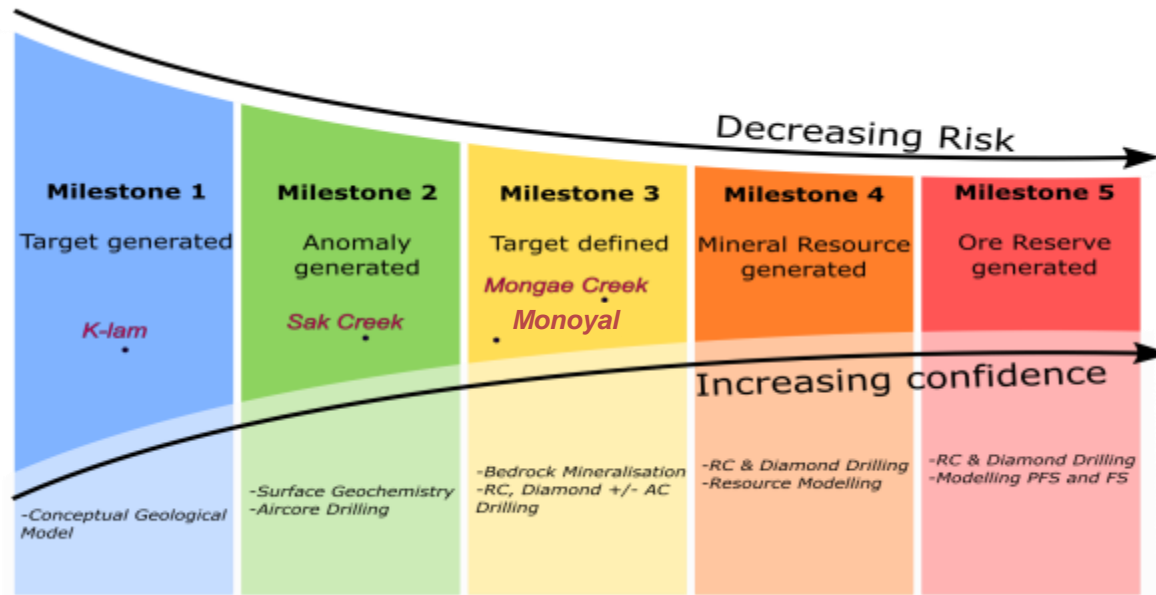 Decreasing Risk
Milestone 1
Target generated
K-lam
-Conceptual Geological
Model
Milestone 2
Anomaly
generated
Sak Creek
-Surface Geochemistry
-Aircore Drilling
Milestone 3
Target defined
Mongae Creek
Monoyal
-Bedrock Mineralisation
-RC, Diamond +/- AC
Drilling
Milestone 4
Mineral Resource
generated
-RC & Diamond Drilling
-Resource Modelling
Milestone 5
Ore Reserve
generated
-RC & Diamond Drilling
-Modelling PFS and FS
Increasing confidence